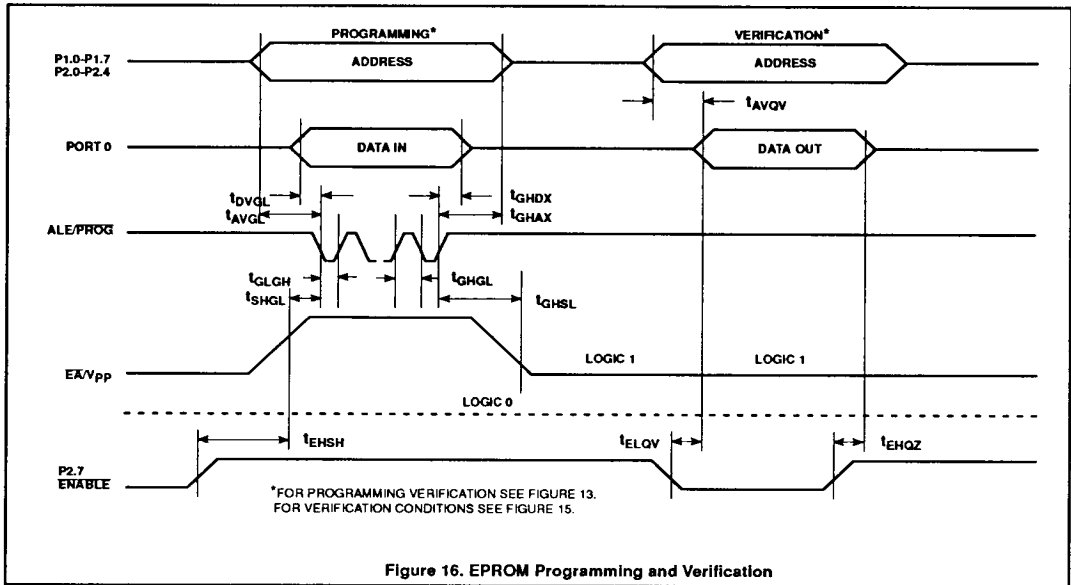 PROGRAMMING* VERIFICATION*
P1.0-P1.7
P2.0-P2.4
ADDRESS ADDRESS
tAVQV
PORT 0 DATA IN DATA OUT
tDVGL tGHDX
tAVGL tGHAX
ALE/PROG
tGLGH tGHGL
tSHGL tGHSL
LOGIC 1 LOGIC 1
EA/VPP
LOGIC 0
tEHSH tELQV tEHQZ
P2.7
ENABLE
*FOR PROGRAMMING VERIFICATION SEE FIGURE 13.
FOR VERIFICATION CONDITIONS SEE FIGURE 15.
Figure 16. EPROM Programming and Verification